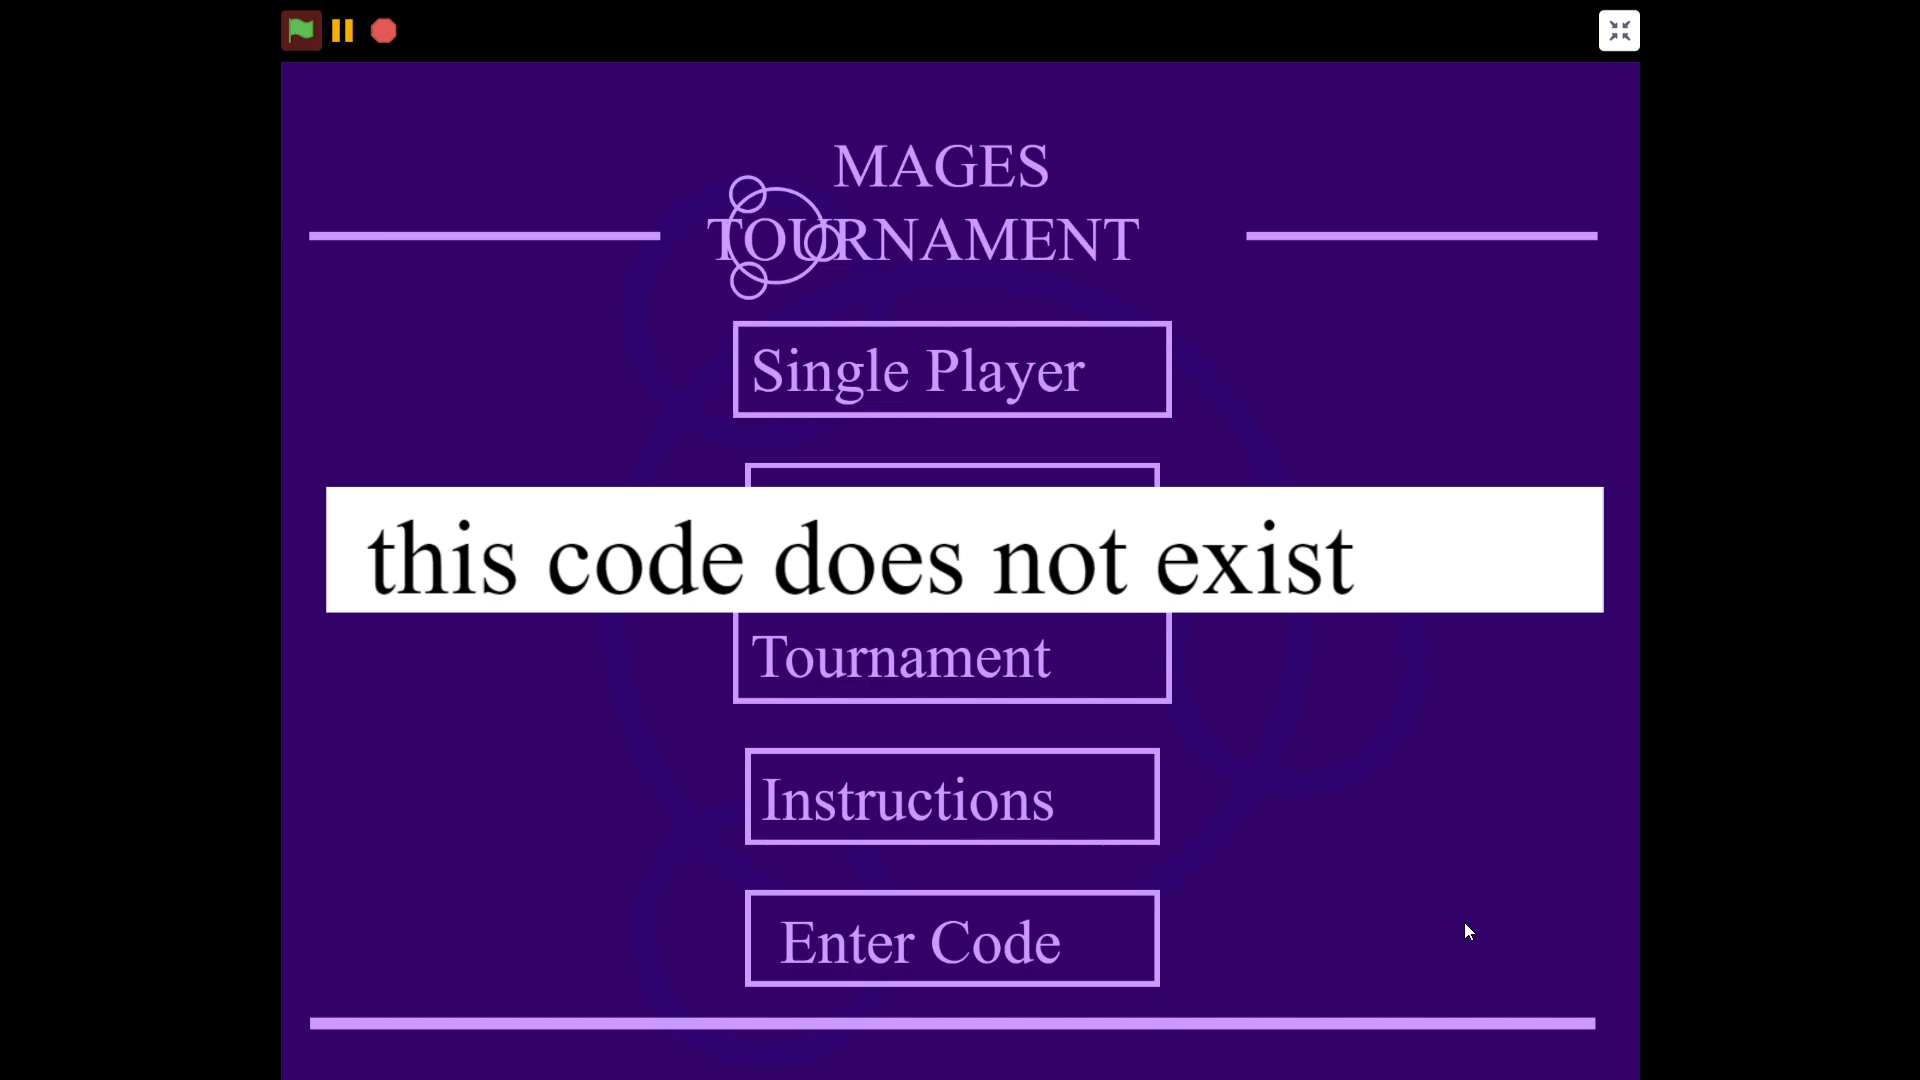 MAGES
TOURNAMENT
Single Player
this code does not exist
Tournament
Instructions
Enter Code